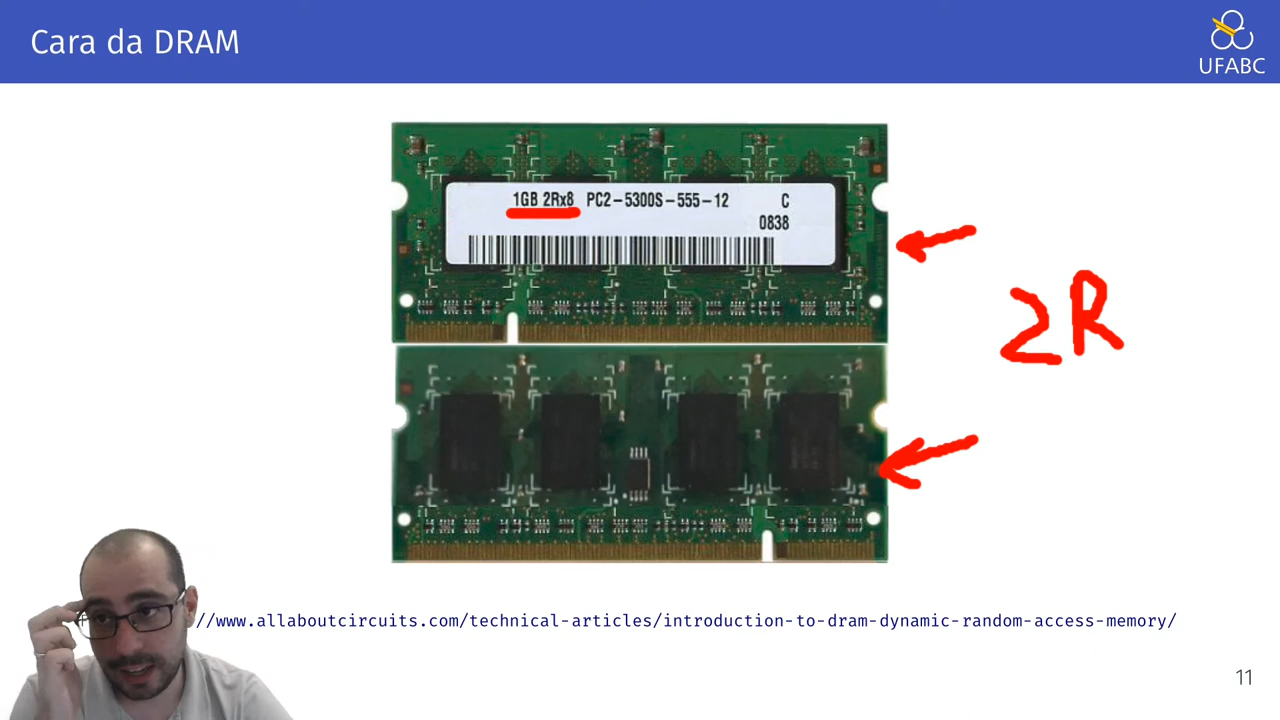 Cara da DRAM
UFABC
1GB 2Rx8 PC2-5300S-555-12 C
0838
2R
//www.allaboutcircuits.com/technical-articles/introduction-to-dram-dynamic-random-access-memory/
11